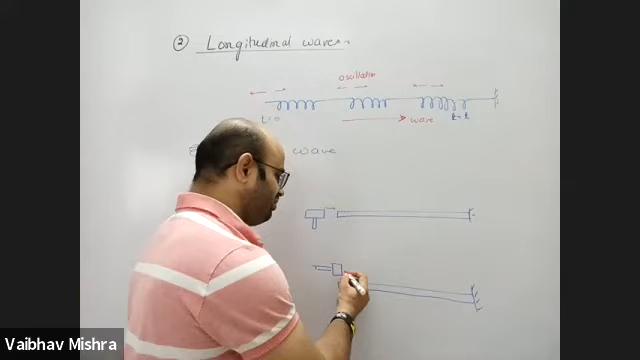 ② Longitudinal waves
oscillation
t=0
wave
wave
Vaibhav Mishra